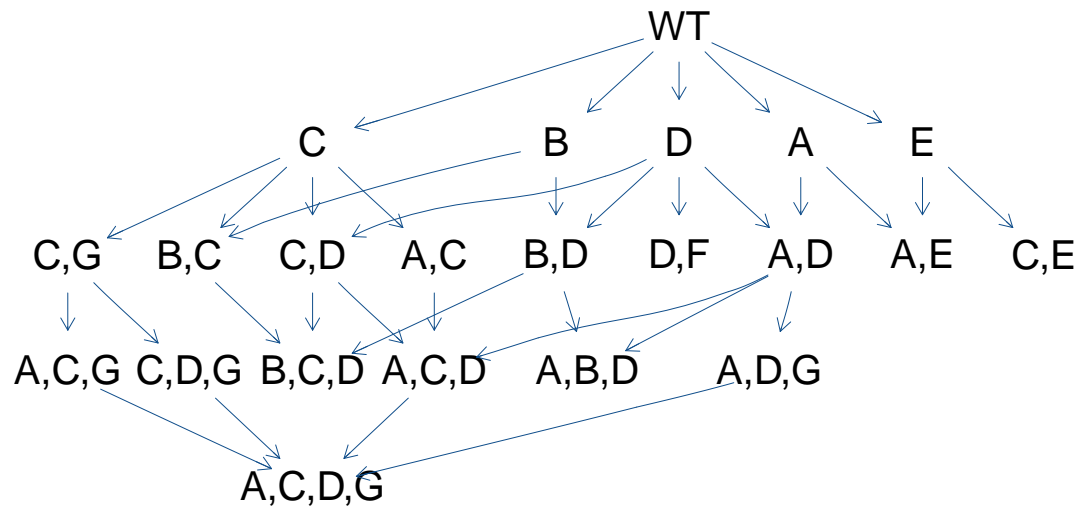 WT
C B D A E
C,G B,C C,D A,C B,D D,F A,D A,E C,E
A,C,G C,D,G B,C,D A,C,D A,B,D A,D,G
A,C,D,G